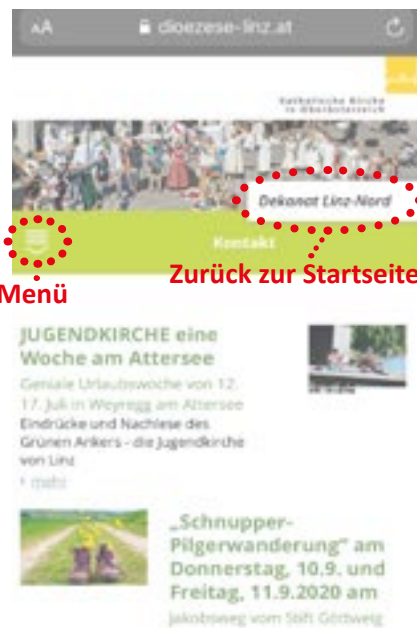 AA dioezese-linz.at
Katholische Kirche
in Oberösterreich
Dekanat Linz-Nord
Kontakt
Zurück zur Startseite
Menü
JUGENDKIRCHE eine
Woche am Attersee
Geniale Urlaubswoche von 12.
17. Juli in Weyregg am Attersee
Eindrücke und Nachlese des
Grünen Ankers - die Jugendkirche
von Linz
mehr
„Schnupper-
Pilgerwanderung" am
Donnerstag, 10.9. und
Freitag, 11.9.2020 am
Jakobsweg vom Stift Göttweig